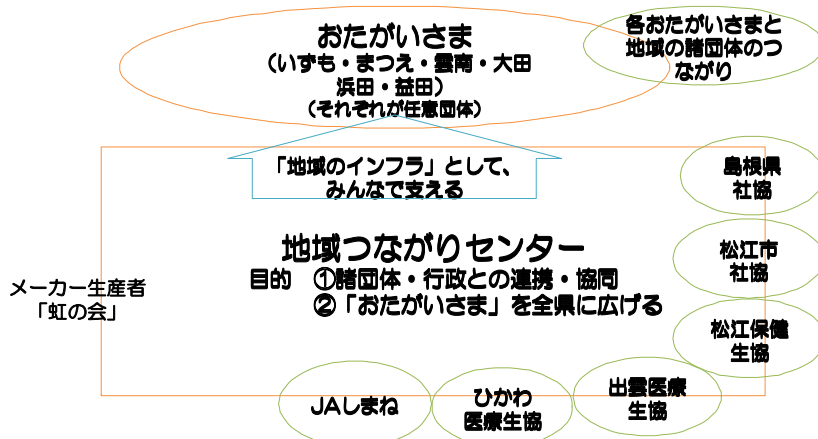 おたがいさま
（いずも・まつえ・雲南・大田
浜田・益田）
（それぞれが任意団体）
各おたがいさまと
地域の諸団体のつ
ながり
「地域のインフラ」として、
みんなで支える
島根県
社協
地域つながりセンター
目的　①諸団体・行政との連携・協同
②「おたがいさま」を全県に広げる
松江市
社協
メーカー生産者
「虹の会」
松江保健
生協
JAしまね
ひかわ
医療生協
出雲医療
生協